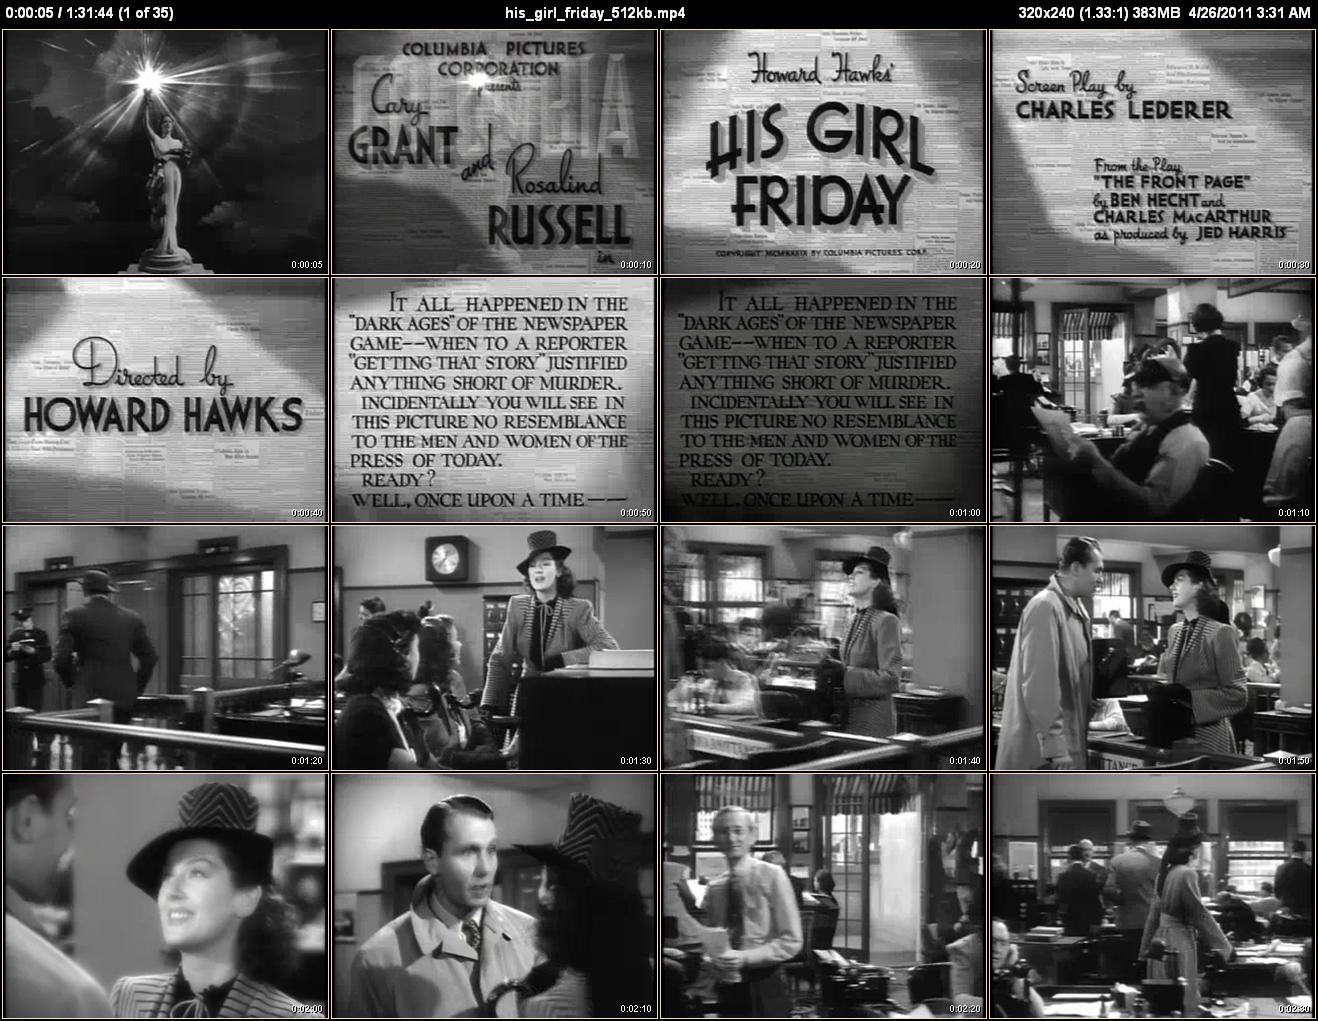 0:00:05 / 1:31:44 (1 of 35)
his_girl_friday_512kb.mp4
320x240 (1.33:1) 383MB 4/26/2011 3:31 AM
0:00:05
COLUMBIA PICTURES
CORPORATION
presents
Cary
GRANT
and
Rosalind
RUSSELL
in
0:00:10
Howard Hawks'
HIS GIRL
FRIDAY
COPYRIGHT MCMXXXIX BY COLUMBIA PICTURES CORP.
0:00:20
Screen Play by
CHARLES LEDERER
From the Play
"THE FRONT PAGE"
by BEN HECHT and
CHARLES MACARTHUR
as produced by JED HARRIS
0:00:30
Directed by
HOWARD HAWKS
0:00:40
IT ALL HAPPENED IN THE
"DARK AGES" OF THE NEWSPAPER
GAME--WHEN TO A REPORTER
"GETTING THAT STORY" JUSTIFIED
ANYTHING SHORT OF MURDER.
INCIDENTALLY YOU WILL SEE IN
THIS PICTURE NO RESEMBLANCE
TO THE MEN AND WOMEN OF THE
PRESS OF TODAY.
READY?
WELL, ONCE UPON A TIME--
0:00:50
IT ALL HAPPENED IN THE
"DARK AGES" OF THE NEWSPAPER
GAME--WHEN TO A REPORTER
"GETTING THAT STORY" JUSTIFIED
ANYTHING SHORT OF MURDER.
INCIDENTALLY YOU WILL SEE IN
THIS PICTURE NO RESEMBLANCE
TO THE MEN AND WOMEN OF THE
PRESS OF TODAY.
READY?
WELL, ONCE UPON A TIME--
0:01:00
0:01:10
0:01:20
0:01:30
0:01:40
0:01:50
0:02:00
0:02:10
0:02:20
0:02:30